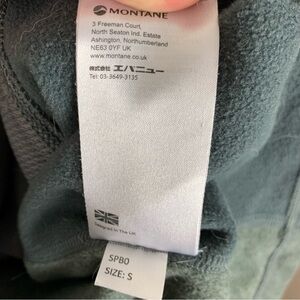 MONTANE
3 Freeman Court,
North Seaton Ind. Estate
Ashington, Northumberland
NE63 0YF UK
www.montane.co.uk
株式会社 エバニュー
Tel: 03-3649-3135
Designed In The UK
SPBO
SIZE: S